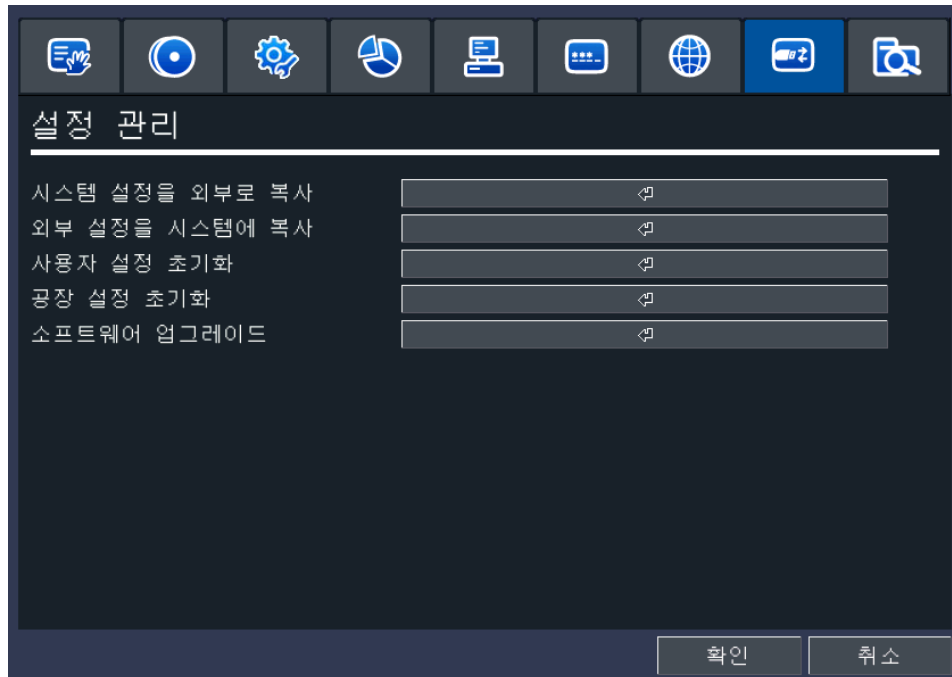 설정 관리
시스템 설정을 외부로 복사
외부 설정을 시스템에 복사
사용자 설정 초기화
공장 설정 초기화
소프트웨어 업그레이드
확인 취소